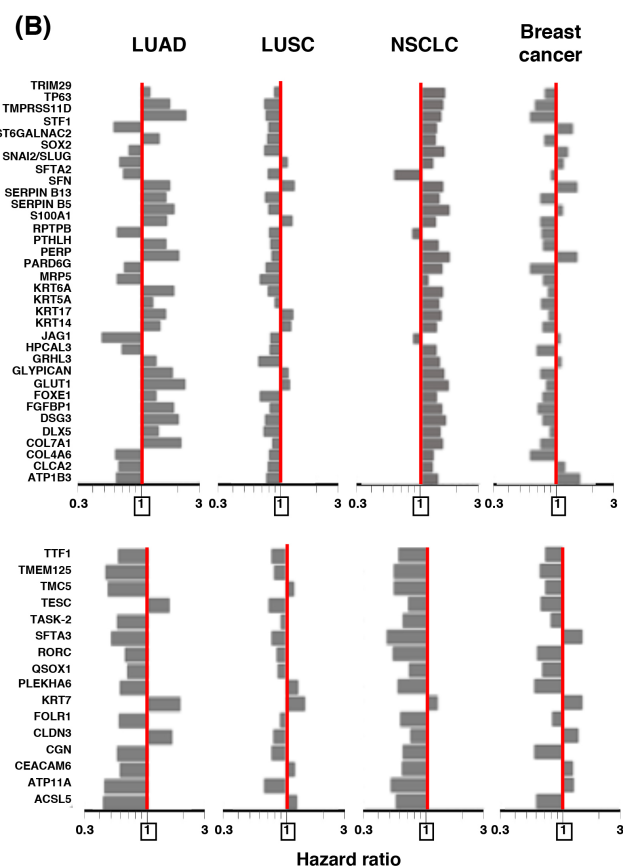 (B)
LUAD
LUSC
NSCLC
Breast
cancer
TRIM29
TP63
TMPRSS11D
STF1
ST6GALNAC2
SOX2
SNAI2/SLUG
SFTA2
SFN
SERPIN B13
SERPIN B5
S100A1
RPTPB
PTHLH
PERP
PARD6G
MRP5
KRT6A
KRT5A
KRT17
KRT14
JAG1
HPCAL3
GRHL3
GLYPICAN
GLUT1
FOXE1
FGFBP1
DSG3
DLX5
COL7A1
COL4A6
CLCA2
ATP1B3
0.3 1 3 0.3 1 3 0.3 1 3 0.3 1 3
TTF1
TMEM125
TMC5
TESC
TASK-2
SFTA3
RORC
QSOX1
PLEKHA6
KRT7
FOLR1
CLDN3
CGN
CEACAM6
ATP11A
ACSL5
0.3 1 3 0.3 1 3 0.3 1 3 0.3 1 3
Hazard ratio